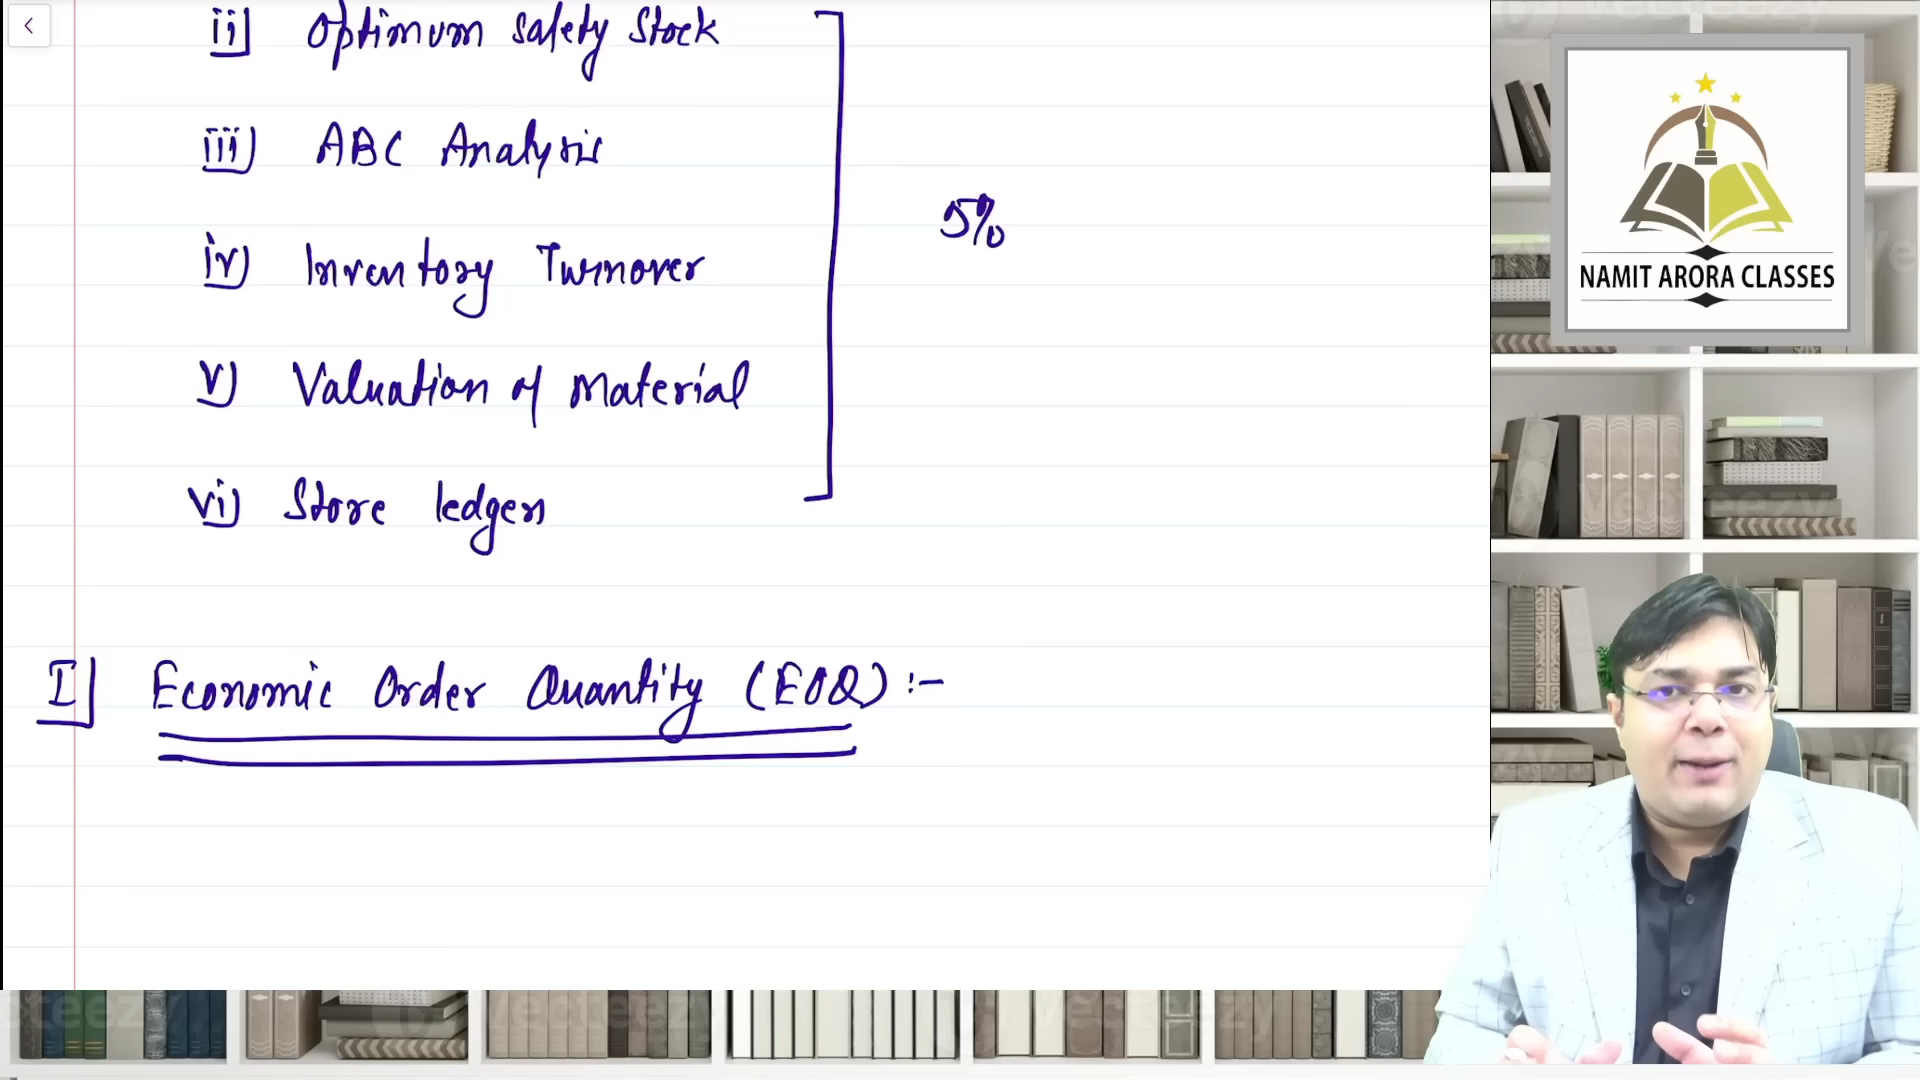 ii) Optimum Safety Stock
iii) ABC Analysis
5%
iv) Inventory Turnover
v) Valuation of Material
vi) Store ledger
I] Economic Order Quantity (EOQ) :-
NAMIT ARORA CLASSES